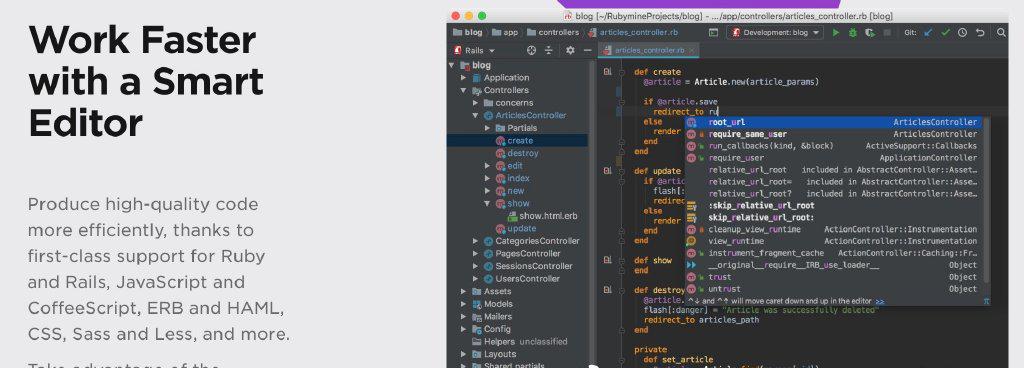 Work Faster
with a Smart
Editor
Produce high-quality code
more efficiently, thanks to
first-class support for Ruby
and Rails, JavaScript and
CoffeeScript, ERB and HAML,
CSS, Sass and Less, and more.
Take advantage of the
blog [~/RubymineProjects/blog] - .../app/controllers/articles_controller.rb [blog]
blog app controllers articles_controller.rb Development: blog Git:
Rails articles_controller.rb
blog
Application
Controllers
concerns
ArticlesController
Partials
create
destroy
edit
index
new
show
show.html.erb
update
CategoriesController
PagesController
SessionsController
UsersController
Assets
Models
Mailers
Config
Helpers unclassified
Layouts
Shared partials
def create
@article = Article.new(article_params)
if @article.save
redirect_to ru
else
render
end
end
def update
if @artic
flash[:
redirect_to
else
render
end
end
def show
end
def destroy
@article.
flash[:danger] = "Article was successfully deleted"
redirect_to articles_path
end
private
def set_article
root_url ArticlesController
require_same_user ArticlesController
run_callbacks(kind, &block) ActiveSupport::Callbacks
require_user ApplicationController
relative_url_root included in AbstractController::Asse...
relative_url_root= included in AbstractController::Asse...
relative_url_root? included in AbstractController::Asse...
:skip_relative_url_root
skip_relative_url_root:
cleanup_view_runtime ActionController::Instrumentation
view_runtime ActionController::Instrumentation
instrument_fragment_cache ActionController::Caching::Fr...
__original__require__IRB_use_loader__ Object
trust Object
untrust Object
^↓ and ^↑ will move caret down and up in the editor >>